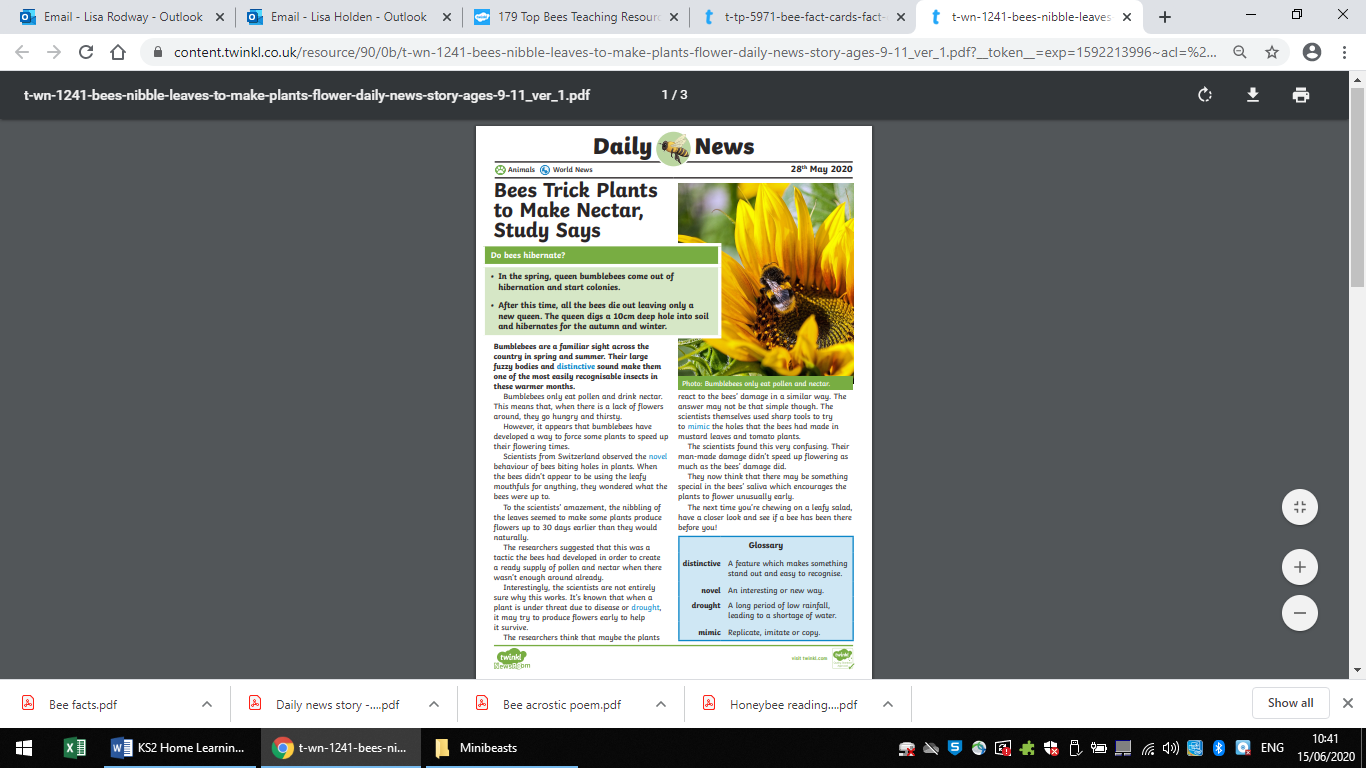 Email - Lisa Rodway - Outlook
Email - Lisa Holden - Outlook
179 Top Bees Teaching Resourc
t-tp-5971-bee-fact-cards-fact-
t-wn-1241-bees-nibble-leaves-
content.twinkl.co.uk/resource/90/0b/t-wn-1241-bees-nibble-leaves-to-make-plants-flower-daily-news-story-ages-9-11_ver_1.pdf?__token__=exp=1592213996~acl=%2...
t-wn-1241-bees-nibble-leaves-to-make-plants-flower-daily-news-story-ages-9-11_ver_1.pdf
1 / 3
Daily News
Animals World News
28th May 2020
Bees Trick Plants
to Make Nectar,
Study Says
Do bees hibernate?
• In the spring, queen bumblebees come out of
hibernation and start colonies.
• After this time, all the bees die out leaving only a
new queen. The queen digs a 10cm deep hole into soil
and hibernates for the autumn and winter.
Photo: Bumblebees only eat pollen and nectar.
Bumblebees are a familiar sight across the
country in spring and summer. Their large
fuzzy bodies and distinctive sound make them
one of the most easily recognisable insects in
these warmer months.
Bumblebees only eat pollen and drink nectar.
This means that, when there is a lack of flowers
around, they go hungry and thirsty.
However, it appears that bumblebees have
developed a way to force some plants to speed up
their flowering times.
Scientists from Switzerland observed the novel
behaviour of bees biting holes in plants. When
the bees didn't appear to be using the leafy
mouthfuls for anything, they wondered what the
bees were up to.
To the scientists' amazement, the nibbling of
the leaves seemed to make some plants produce
flowers up to 30 days earlier than they would
naturally.
The researchers suggested that this was a
tactic the bees had developed in order to create
a ready supply of pollen and nectar when there
wasn't enough around already.
Interestingly, the scientists are not entirely
sure why this works. It's known that when a
plant is under threat due to disease or drought,
it may try to produce flowers early to help
it survive.
The researchers think that maybe the plants
react to the bees' damage in a similar way. The
answer may not be that simple though. The
scientists themselves used sharp tools to try
to mimic the holes that the bees had made in
mustard leaves and tomato plants.
The scientists found this very confusing. Their
man-made damage didn't speed up flowering as
much as the bees' damage did.
They now think that there may be something
special in the bees' saliva which encourages the
plants to flower unusually early.
The next time you're chewing on a leafy salad,
have a closer look and see if a bee has been there
before you!
Glossary
distinctive A feature which makes something
stand out and easy to recognise.
novel An interesting or new way.
drought A long period of low rainfall,
leading to a shortage of water.
mimic Replicate, imitate or copy.
twinkl
visit twinkl.com
twinkl
Bee facts.pdf
Daily news story -....pdf
Bee acrostic poem.pdf
Honeybee reading....pdf
Show all
KS2 Home Learnin...
t-wn-1241-bees-ni...
Minibeasts
ENG
10:41
15/06/2020